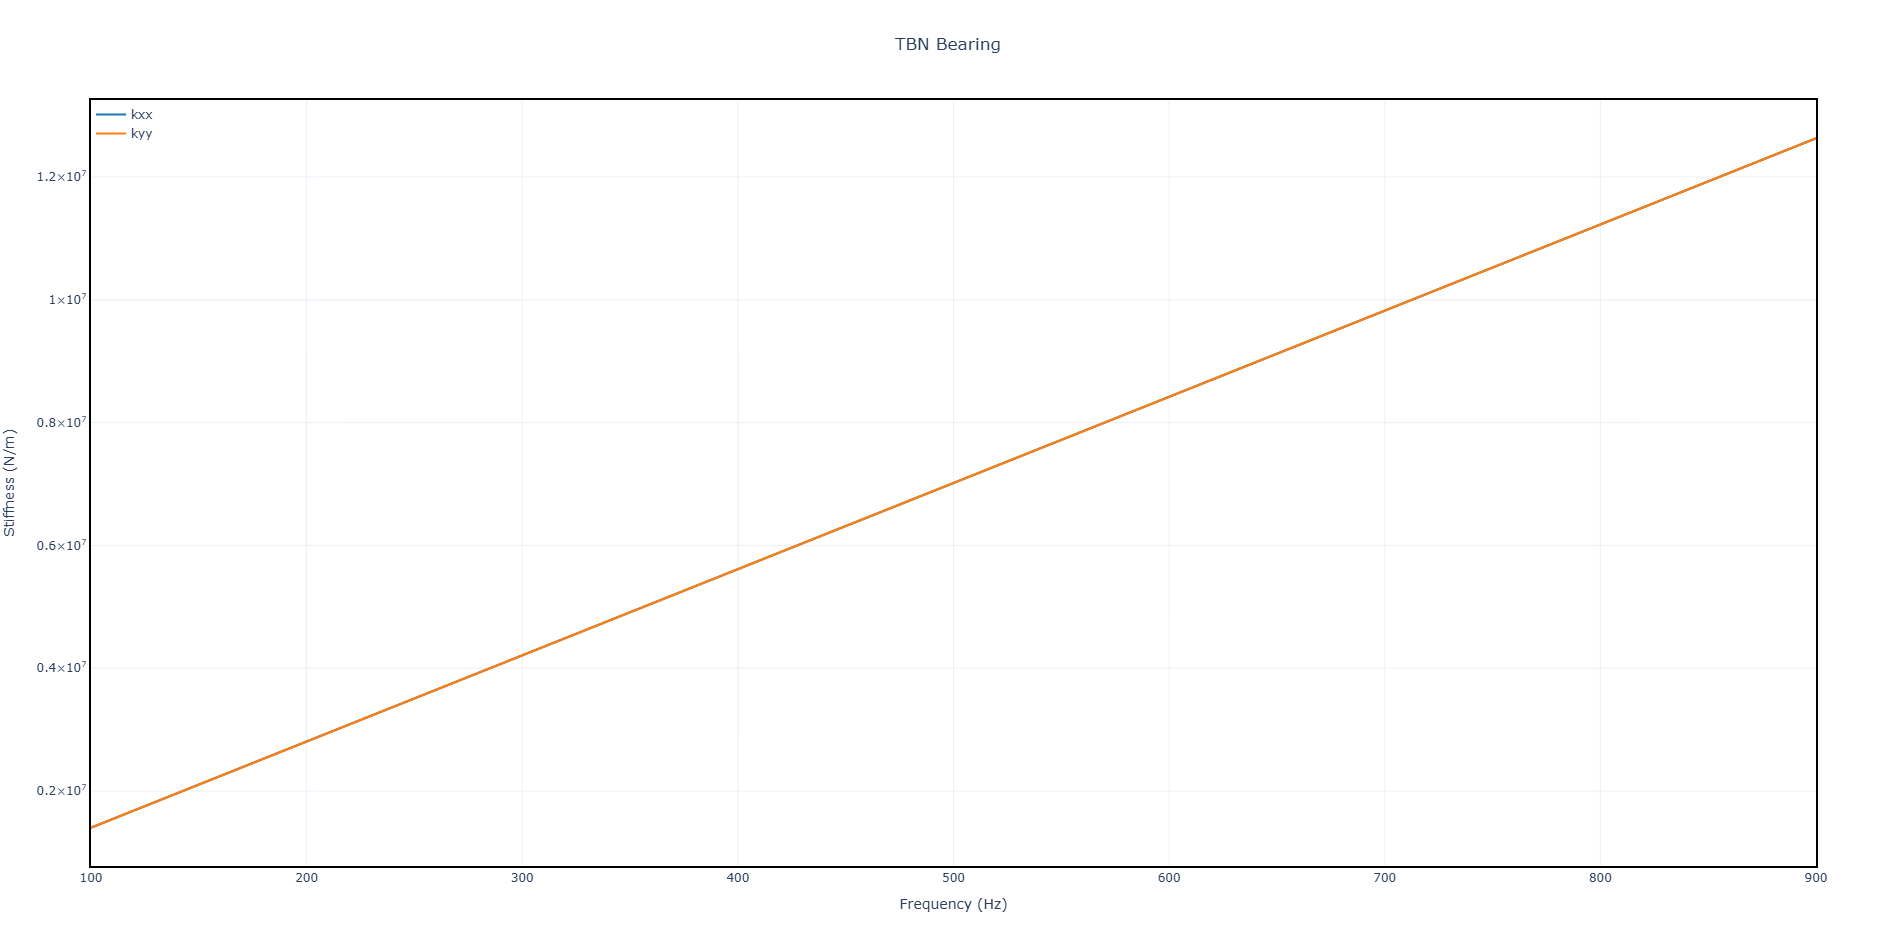 TBN Bearing
kxx
kyy
1.2×10⁷
1×10⁷
0.8×10⁷
0.6×10⁷
0.4×10⁷
0.2×10⁷
Stiffness (N/m)
100 200 300 400 500 600 700 800 900
Frequency (Hz)